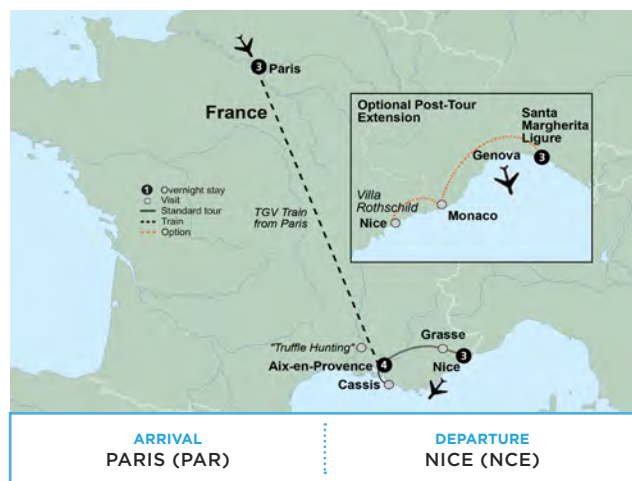 3 Paris
France
Optional Post-Tour
Extension
Santa
Margherita
Ligure
Genova
3
Villa
Rothschild
Nice
Monaco
1 Overnight stay
Visit
Standard tour
Train
Option
TGV Train
from Paris
"Truffle Hunting"
Grasse
Aix-en-Provence 4
3
Nice
Cassis
ARRIVAL
PARIS (PAR)
DEPARTURE
NICE (NCE)